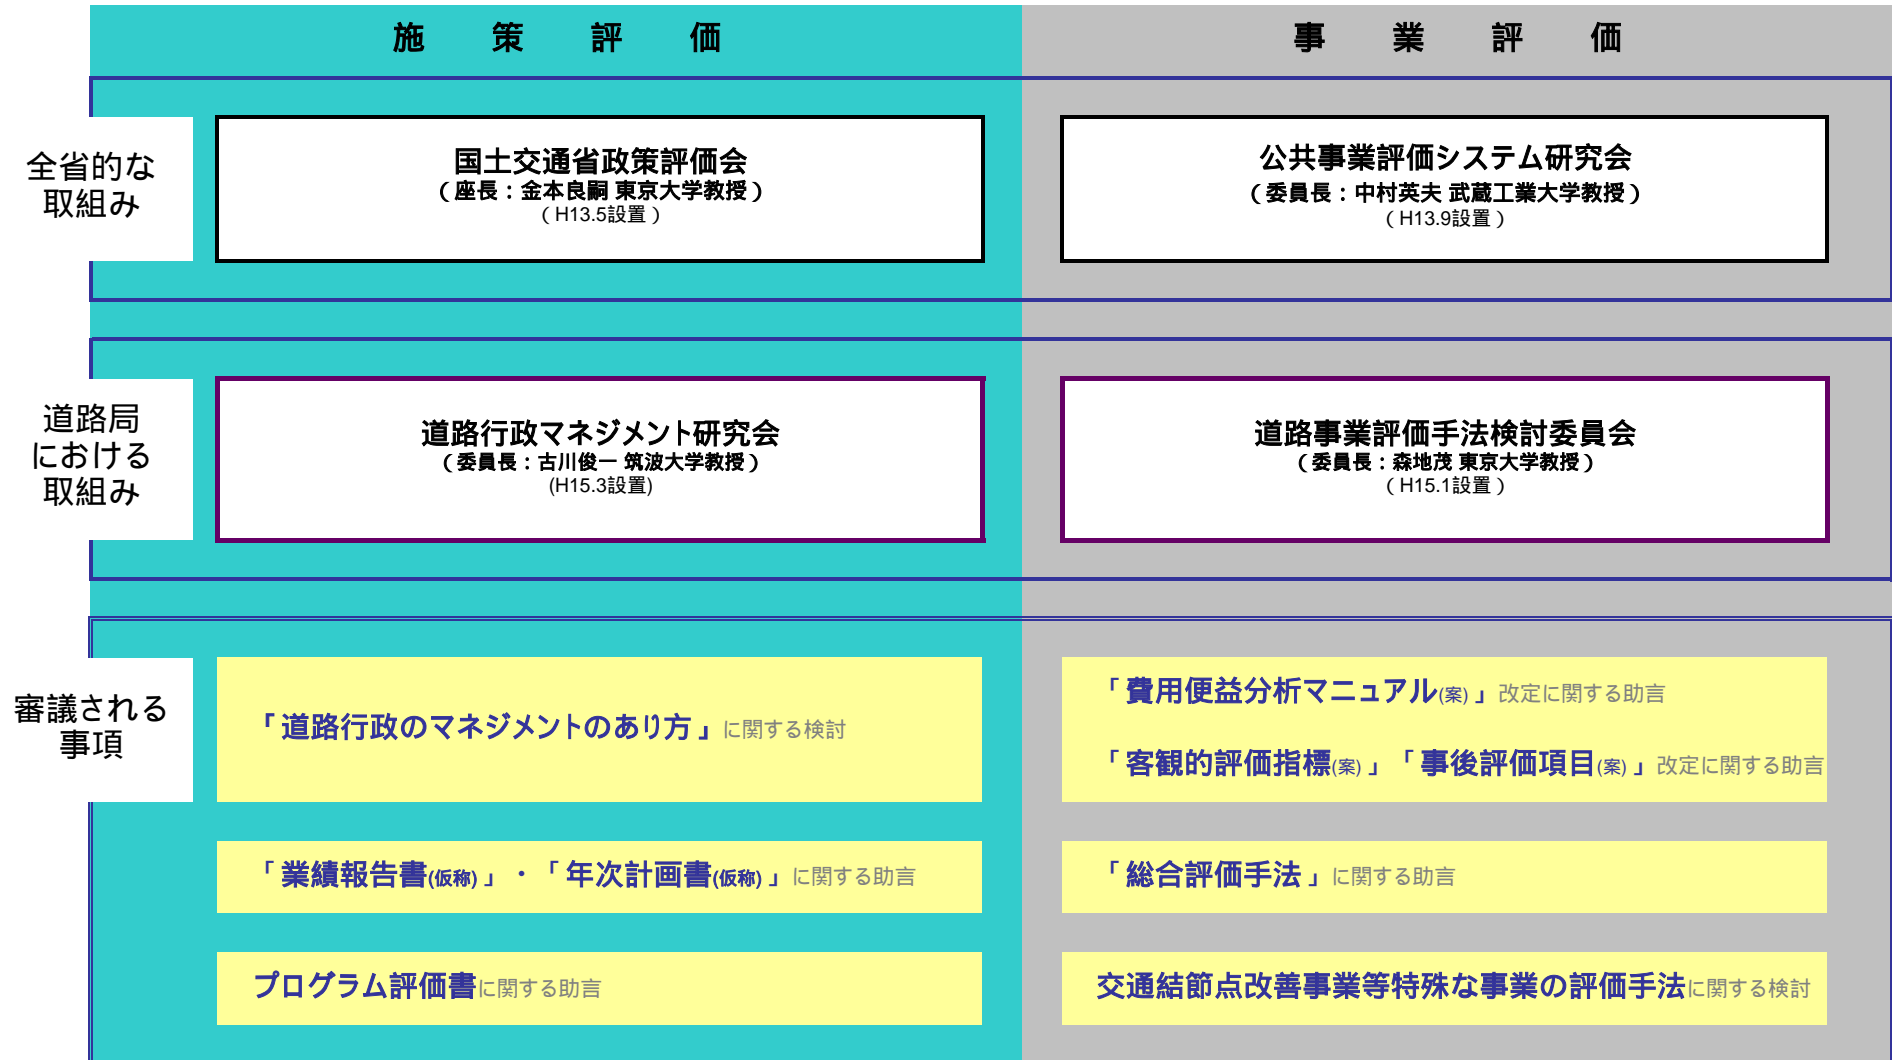 施策評価
事業評価
全省的な
取組み
国土交通省政策評価会
（座長：金本良嗣 東京大学教授）
（H13.5設置）
公共事業評価システム研究会
（委員長：中村英夫 武蔵工業大学教授）
（H13.9設置）
道路局
における
取組み
道路行政マネジメント研究会
（委員長：古川俊一 筑波大学教授）
(H15.3設置)
道路事業評価手法検討委員会
（委員長：森地茂 東京大学教授）
（H15.1設置）
審議される
事項
「道路行政のマネジメントのあり方」に関する検討
「業績報告書(仮称)」・「年次計画書(仮称)」に関する助言
プログラム評価書に関する助言
「費用便益分析マニュアル(案)」改定に関する助言
「客観的評価指標(案)」「事後評価項目(案)」改定に関する助言
「総合評価手法」に関する助言
交通結節点改善事業等特殊な事業の評価手法に関する検討